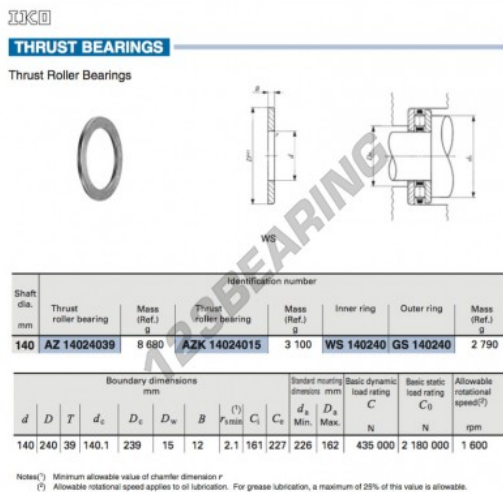 IKO
THRUST BEARINGS
Thrust Roller Bearings
B
r
D(+1)
d
Da
da
WS
123BEARING
Identification number
Shaft dia. mm Thrust roller bearing Mass (Ref.) g Thrust roller bearing Mass (Ref.) g Inner ring Outer ring Mass (Ref.) g
140 AZ 14024039 8 680 AZK 14024015 3 100 WS 140240 GS 140240 2 790
Boundary dimensions mm Standard mounting dimensions mm Basic dynamic load rating C N Basic static load rating C0 N Allowable rotational speed(2) rpm
d D T dc Dc Dw B rsmin(1) Ci Ce da Min. Da Max.
140 240 39 140.1 239 15 12 2.1 161 227 226 162 435 000 2 180 000 1 600
Notes(1) Minimum allowable value of chamfer dimension r
(2) Allowable rotational speed applies to oil lubrication. For grease lubrication, a maximum of 25% of this value is allowable.